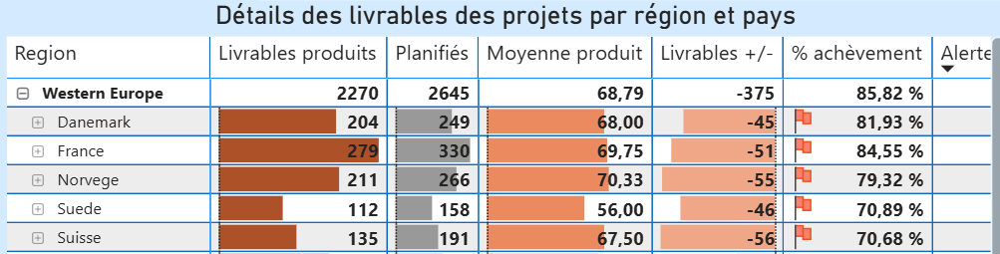 Détails des livrables des projets par région et pays
Region Livrables produits Planifiés Moyenne produit Livrables +/- % achèvement Alerte
Western Europe 2270 2645 68,79 -375 85,82 %
Danemark 204 249 68,00 -45 81,93 %
France 279 330 69,75 -51 84,55 %
Norvege 211 266 70,33 -55 79,32 %
Suede 112 158 56,00 -46 70,89 %
Suisse 135 191 67,50 -56 70,68 %